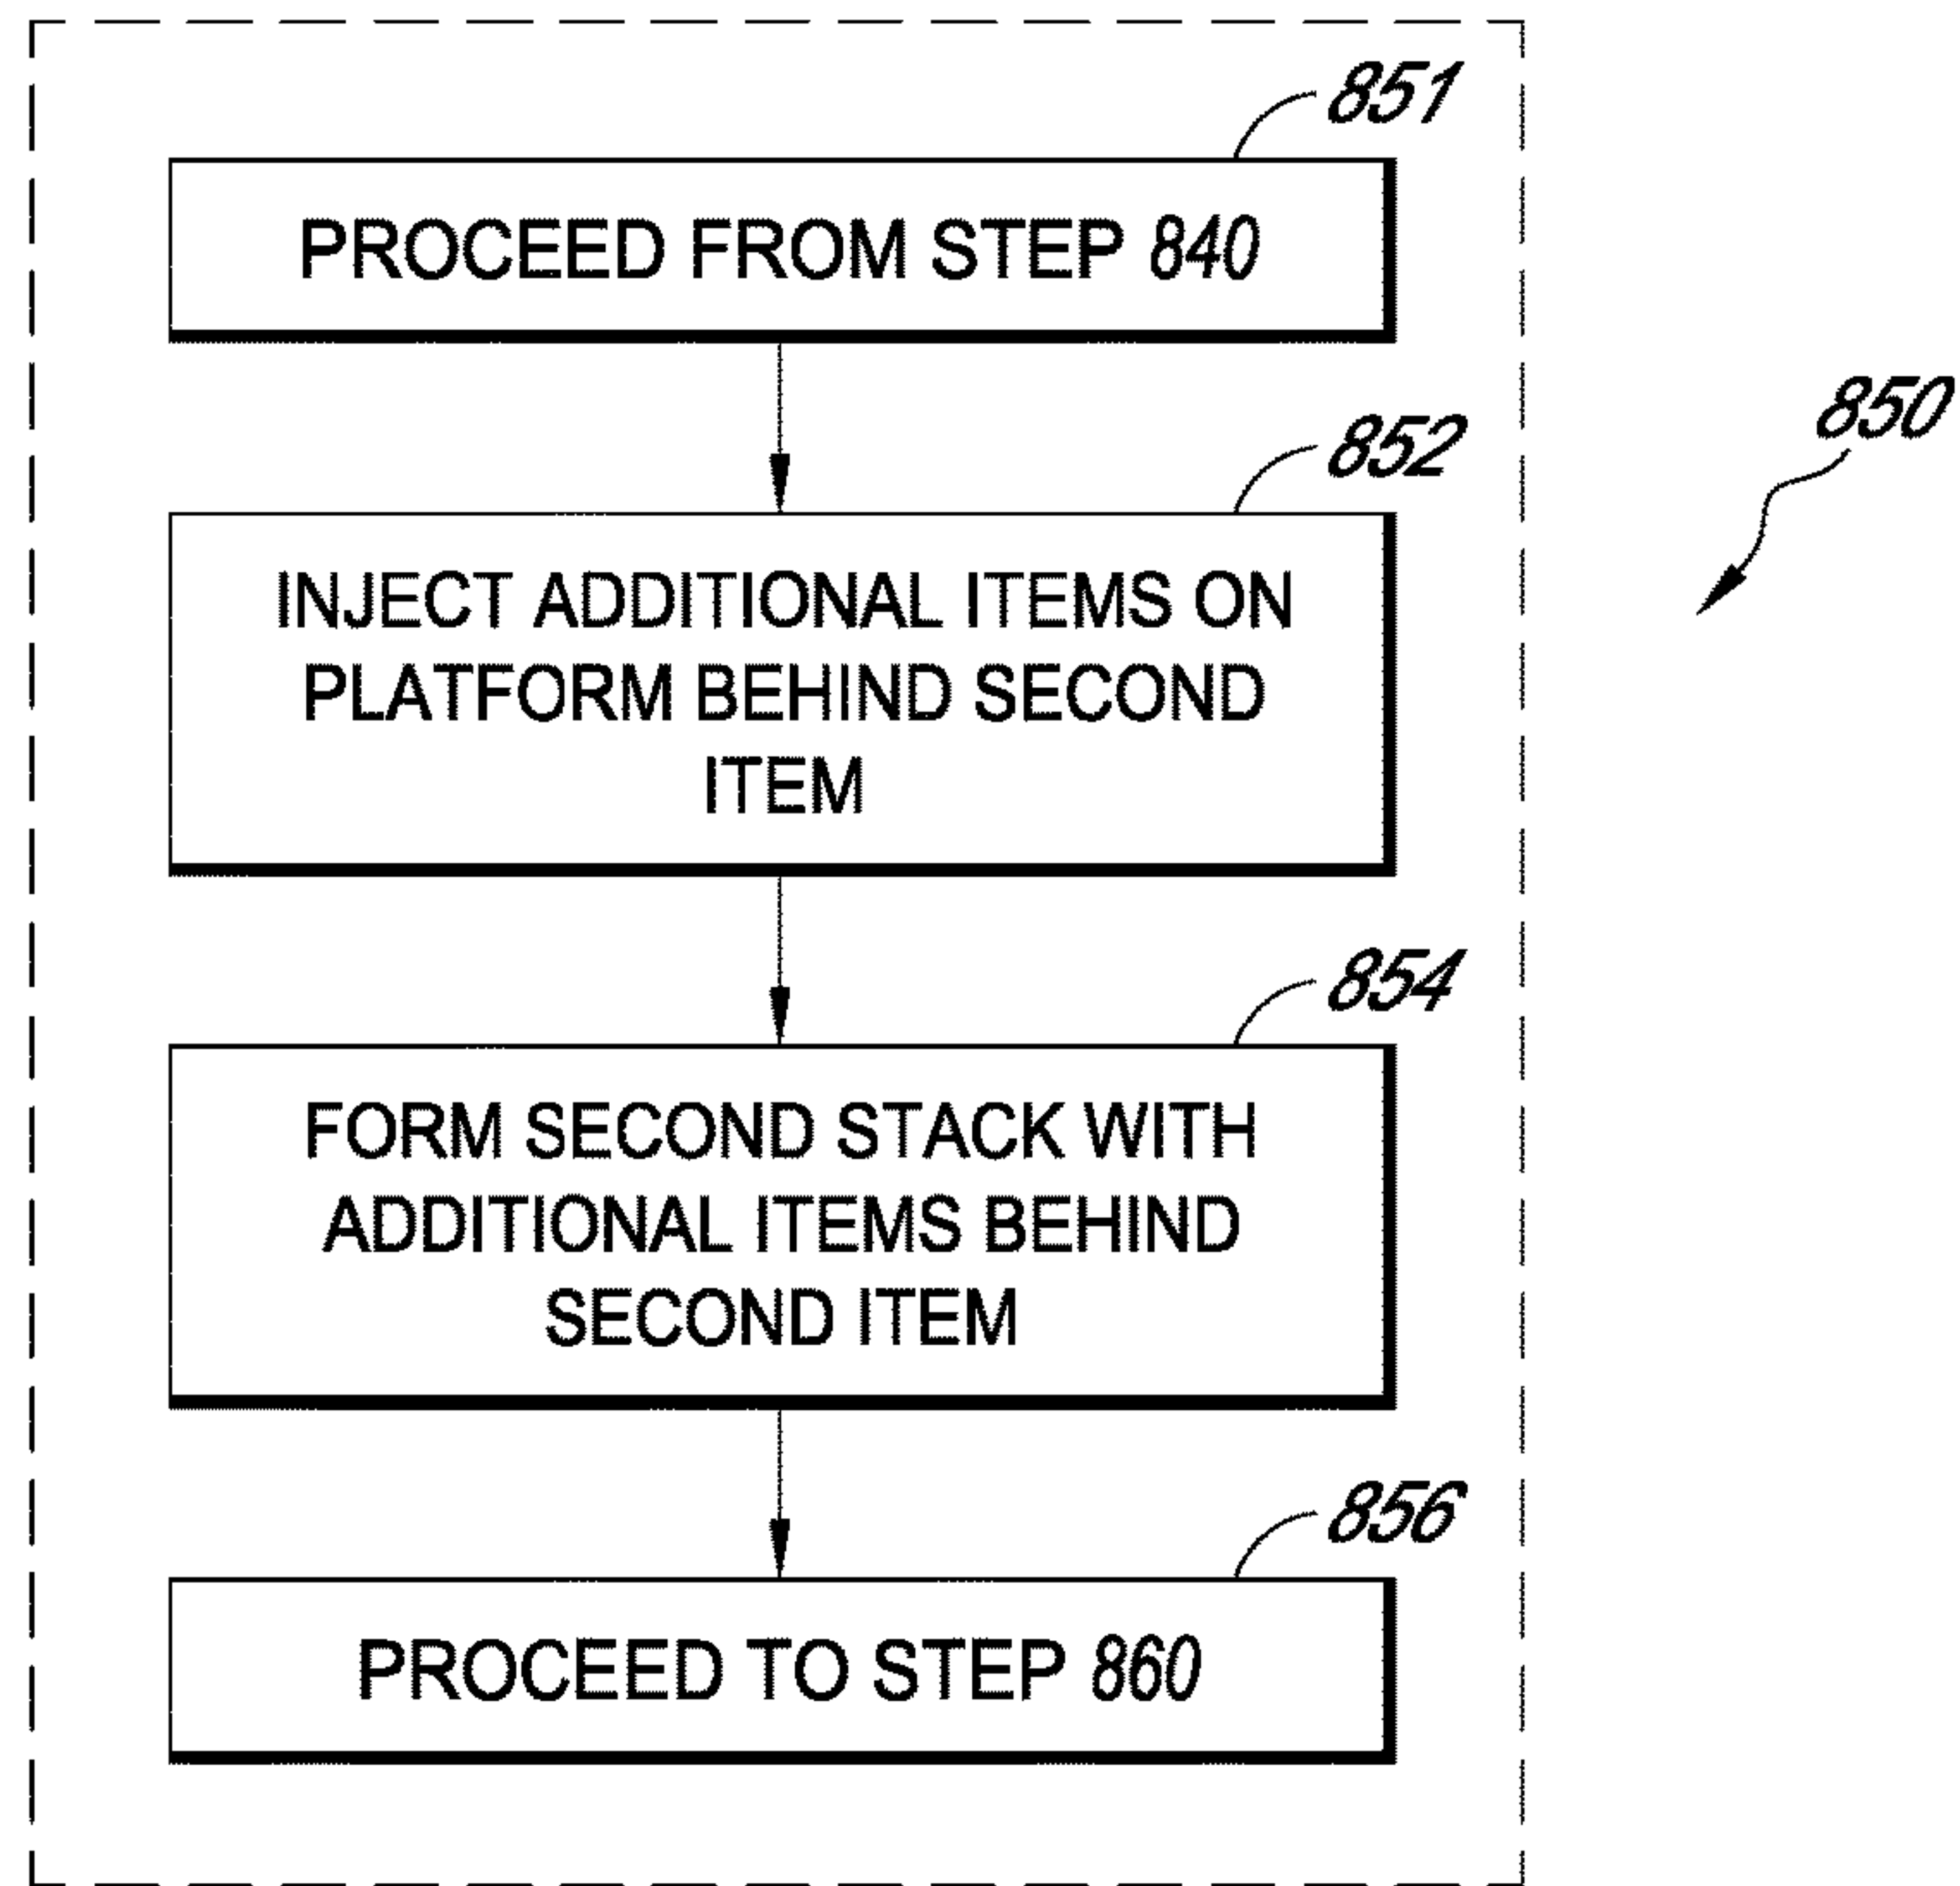 851
PROCEED FROM STEP 840
850
852
INJECT ADDITIONAL ITEMS ON
PLATFORM BEHIND SECOND
ITEM
854
FORM SECOND STACK WITH
ADDITIONAL ITEMS BEHIND
SECOND ITEM
856
PROCEED TO STEP 860